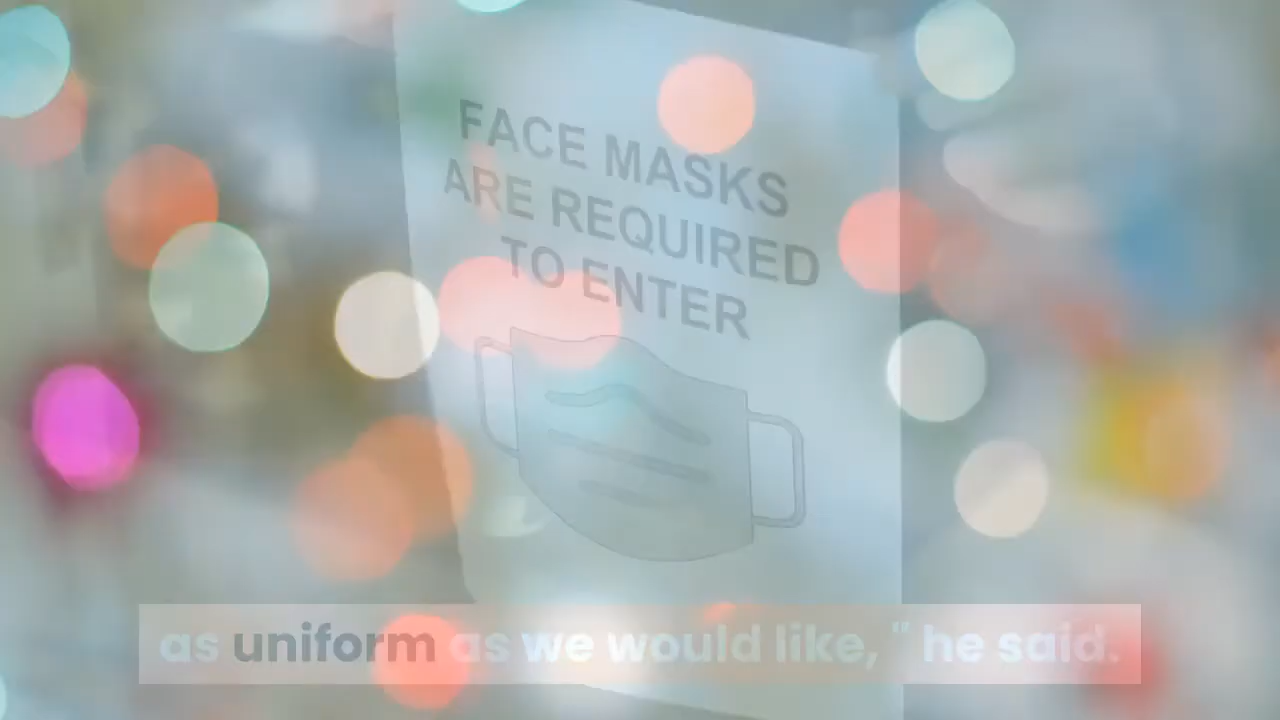 FACE MASKS
ARE REQUIRED
TO ENTER
as uniform as we would like," he said.